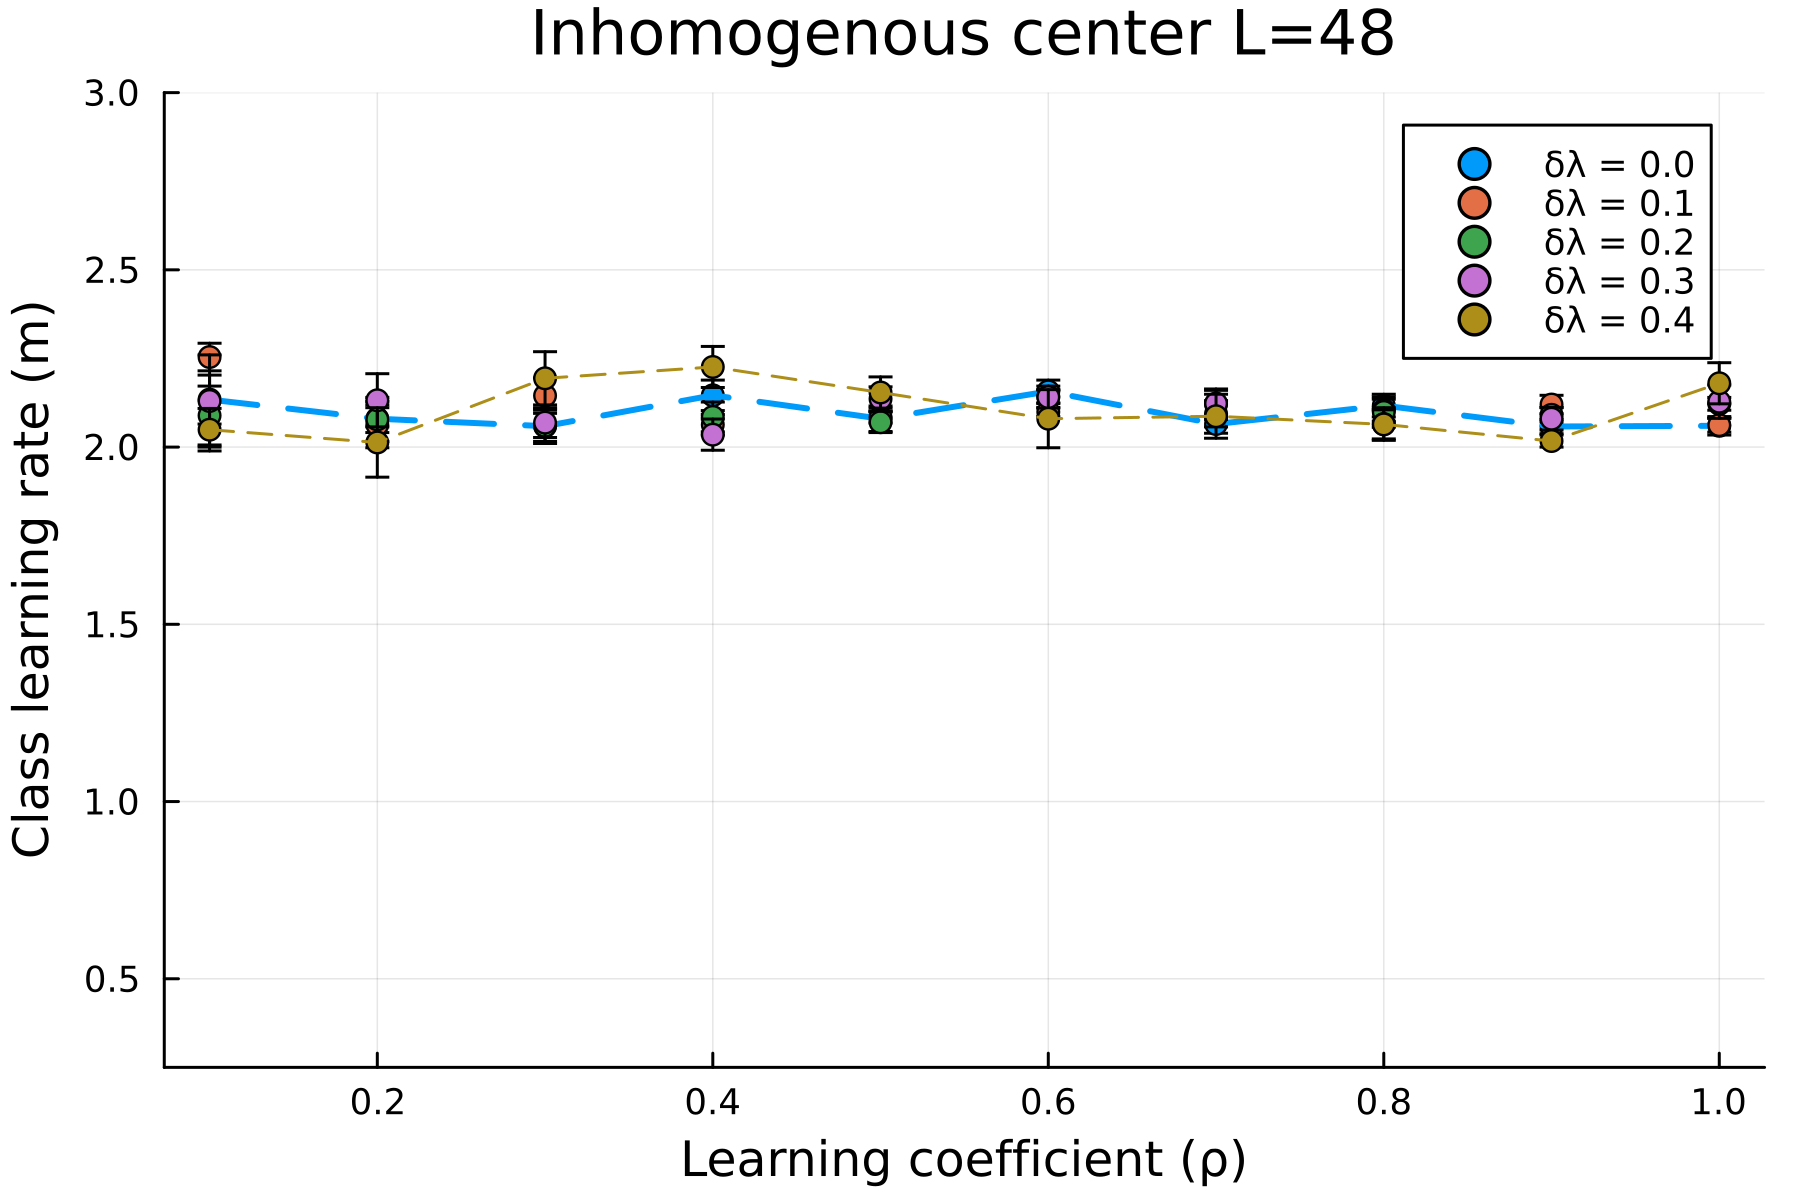 Inhomogenous center L=48
3.0
2.5
2.0
1.5
1.0
0.5
Class learning rate (m)
δλ = 0.0
δλ = 0.1
δλ = 0.2
δλ = 0.3
δλ = 0.4
0.2 0.4 0.6 0.8 1.0
Learning coefficient (ρ)